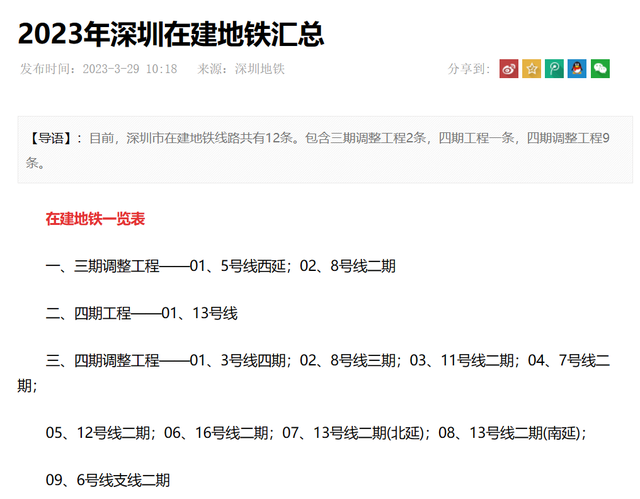 2023年深圳在建地铁汇总
发布时间：2023-3-29 10:18 来源：深圳地铁 分享到：
【导语】：目前，深圳市在建地铁线路共有12条。包含三期调整工程2条，四期工程一条，四期调整工程9
条。
在建地铁一览表
一、三期调整工程——01、5号线西延；02、8号线二期
二、四期工程——01、13号线
三、四期调整工程——01、3号线四期；02、8号线三期；03、11号线二期；04、7号线二
期；
05、12号线二期；06、16号线二期；07、13号线二期(北延)；08、13号线二期(南延)；
09、6号线支线二期